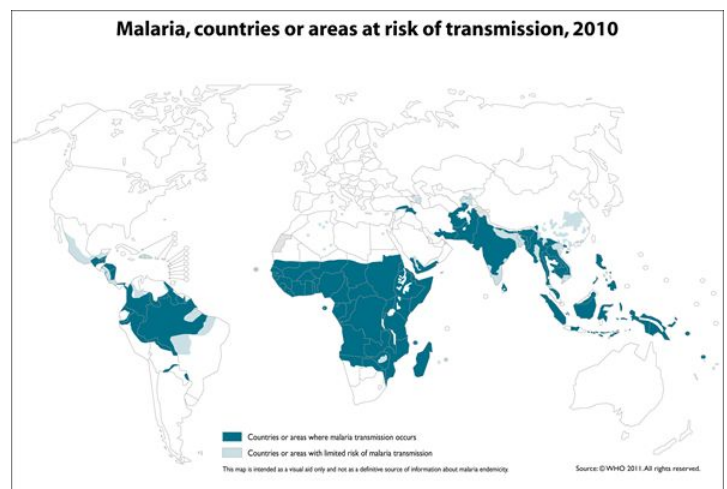 Malaria, countries or areas at risk of transmission, 2010
Countries or areas where malaria transmission occurs
Countries or areas with limited risk of malaria transmission
This map is intended as a visual aid only and not as a definitive source of information about malaria endemicity.
Source: © WHO 2011. All rights reserved.